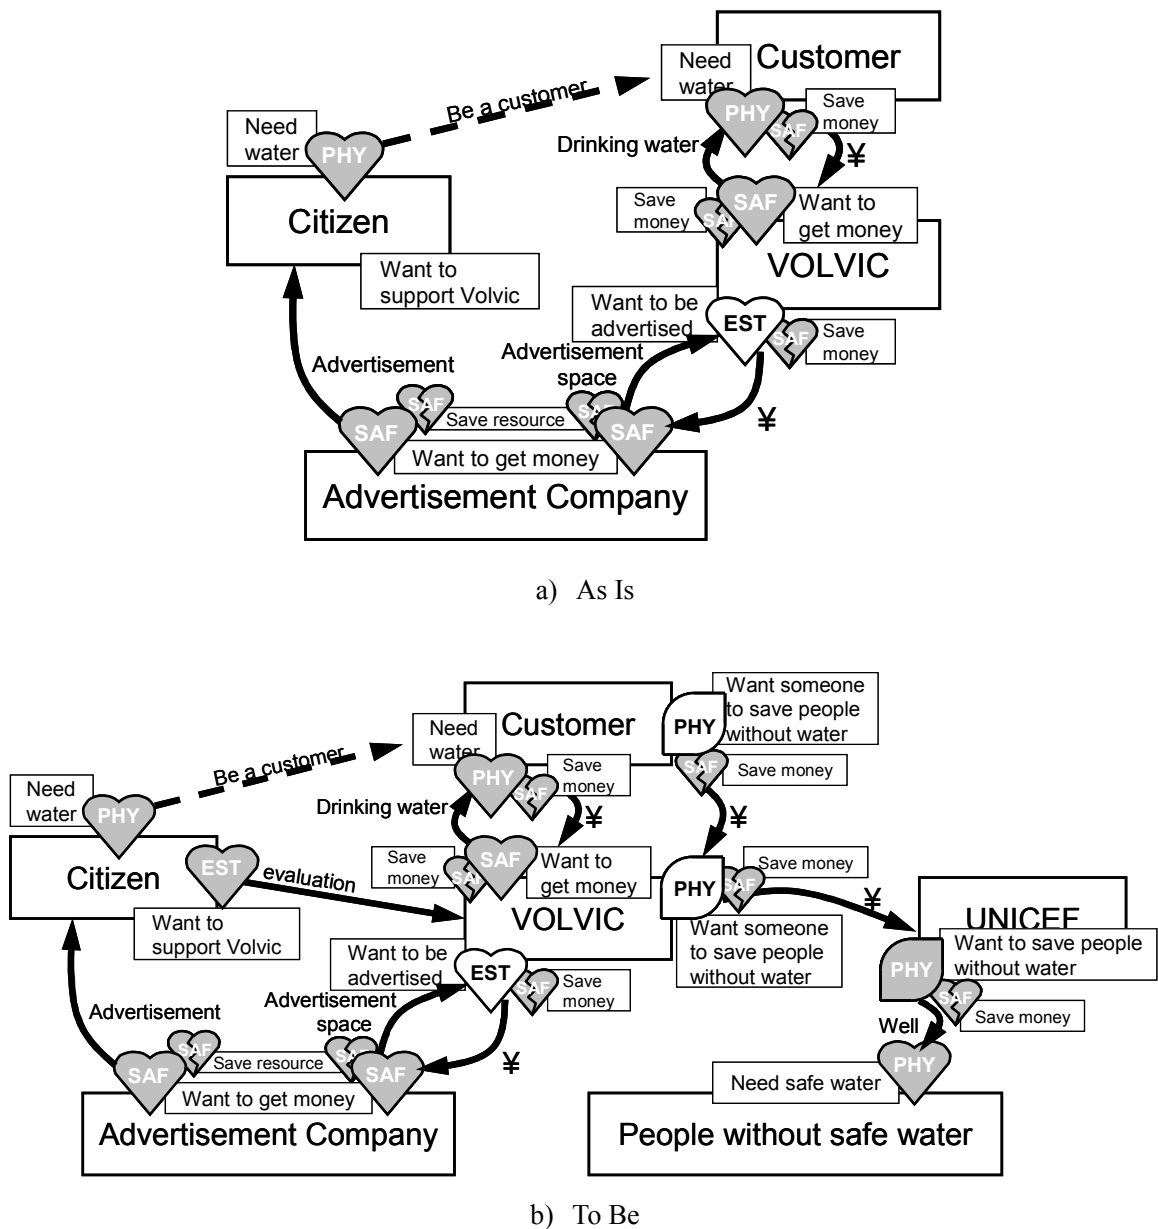 Customer
Need
water
PHY
SAF
Save
money
Be a customer
Need
water
PHY
Drinking water
¥
Citizen
Save
money
SAF
SAF
Want to
get money
VOLVIC
Want to
support Volvic
Want to be
advertised
EST
SAF
Save
money
Advertisement
Advertisement
space
¥
SAF
SAF
Save resource
SAF
SAF
Want to get money
Advertisement Company
a) As Is
Want someone
to save people
without water
Customer
PHY
Need
water
Be a customer
PHY
SAF
Save
money
SAF
Save money
Need
water
PHY
Drinking water
¥
¥
Citizen
EST
evaluation
Save
money
SAF
SAF
Want to
get money
PHY
SAF
Save money
¥
VOLVIC
Want to
support Volvic
Want someone
to save people
without water
UNICEF
Want to save people
without water
PHY
Want to be
advertised
EST
SAF
Save
money
SAF
Save money
Advertisement
Advertisement
space
Well
¥
SAF
SAF
Save resource
SAF
SAF
Want to get money
PHY
Need safe water
Advertisement Company
People without safe water
b) To Be